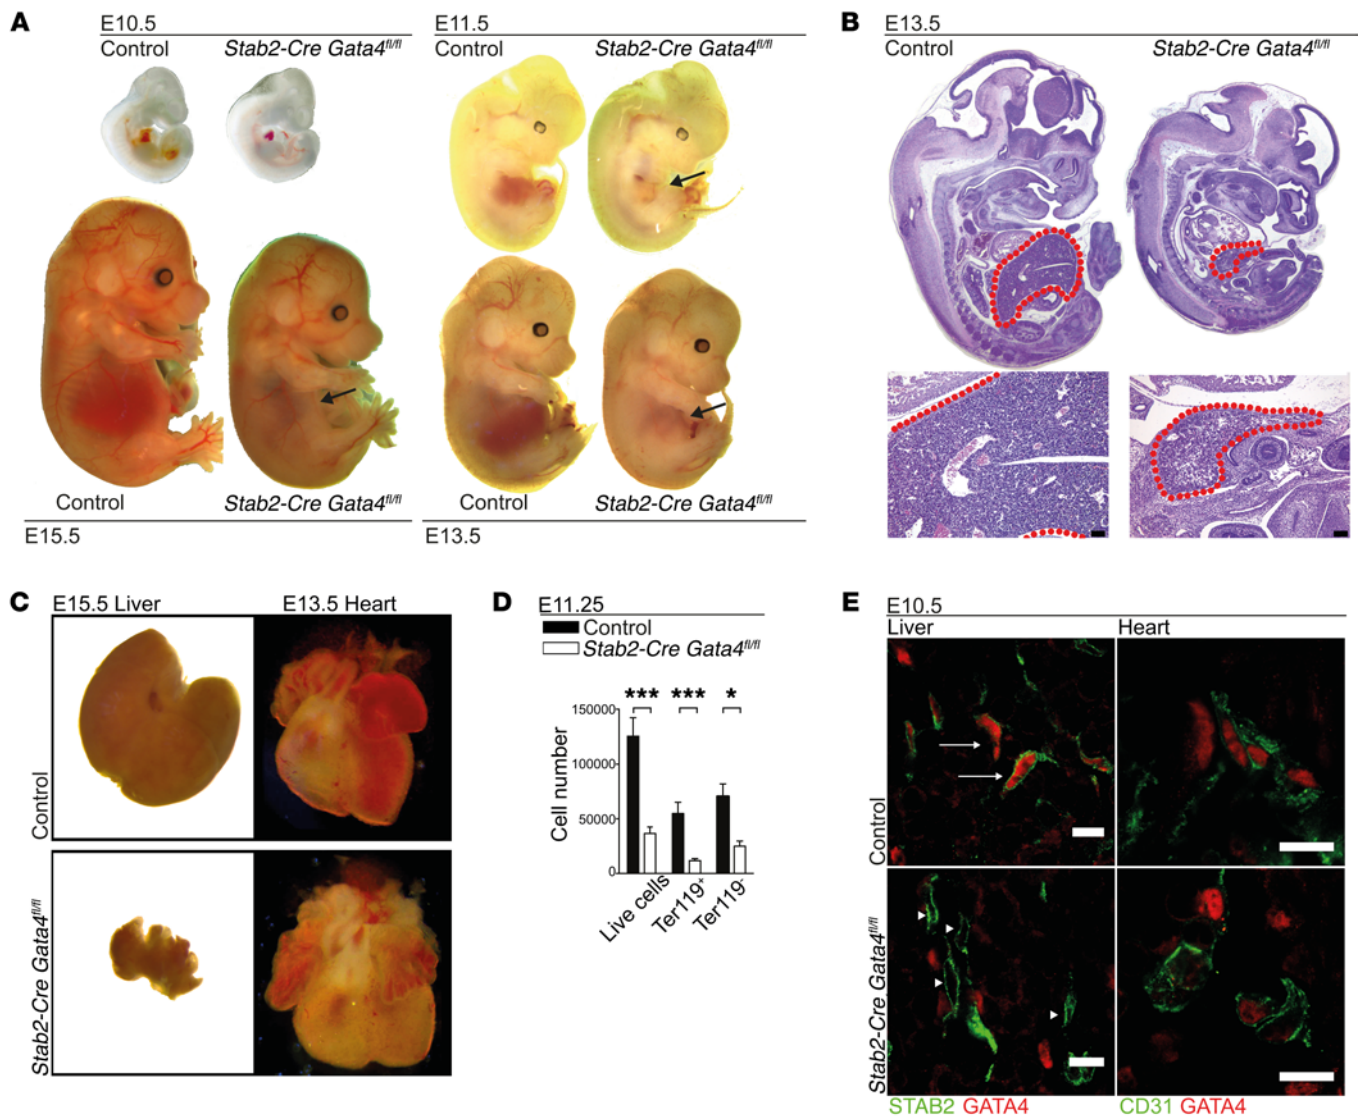 A
E10.5
Control Stab2-Cre Gata4fl/fl
E11.5
Control Stab2-Cre Gata4fl/fl
Control Stab2-Cre Gata4fl/fl
E15.5
Control Stab2-Cre Gata4fl/fl
E13.5
B
E13.5
Control Stab2-Cre Gata4fl/fl
C
E15.5 Liver E13.5 Heart
Control
Stab2-Cre Gata4fl/fl
D
E11.25
Control
Stab2-Cre Gata4fl/fl
*** *** *
150000
100000
50000
0
Cell number
Live cells
Ter119+
Ter119-
E
E10.5
Liver Heart
Control
Stab2-Cre Gata4fl/fl
STAB2 GATA4 CD31 GATA4